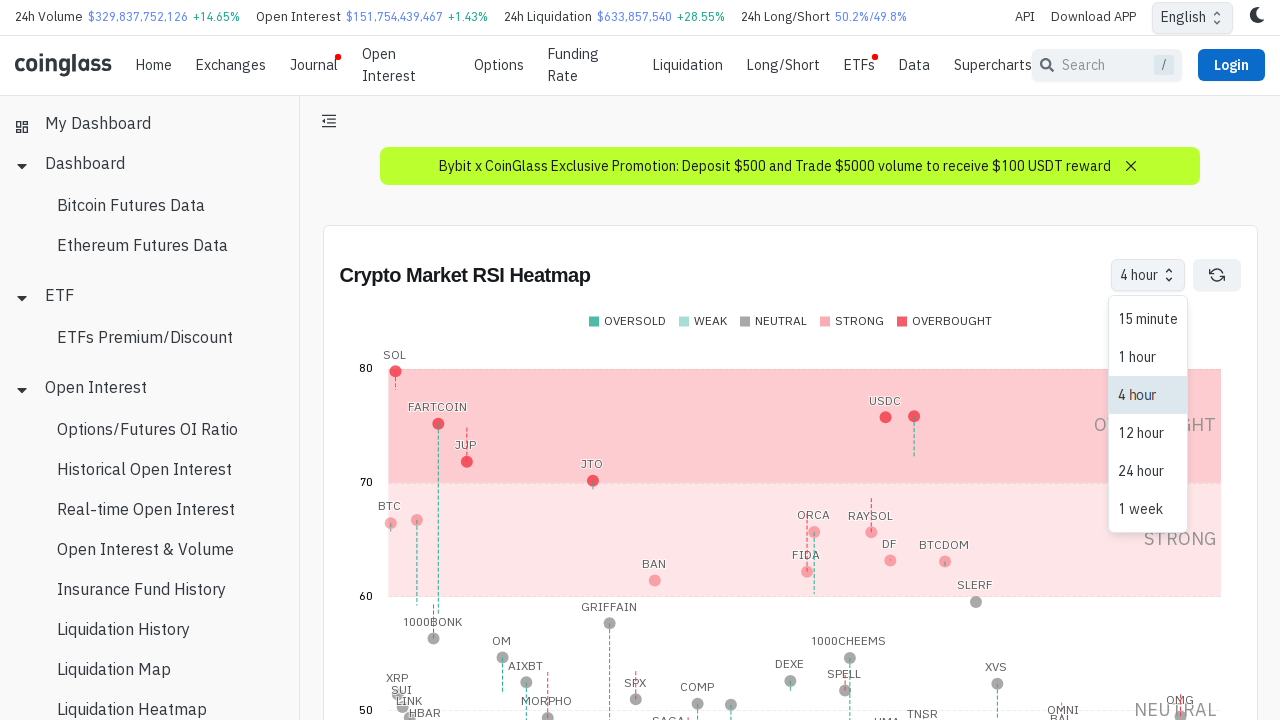 24h Volume $329,837,752,126 +14.65% Open Interest $151,754,439,467 +1.43% 24h Liquidation $633,857,540 +28.55% 24h Long/Short 50.2%/49.8% API Download APP English
coinglass Home Exchanges Journal Open Interest Options Funding Rate Liquidation Long/Short ETFs Data Supercharts Search / Login
My Dashboard
Dashboard
Bitcoin Futures Data
Ethereum Futures Data
ETF
ETFs Premium/Discount
Open Interest
Options/Futures OI Ratio
Historical Open Interest
Real-time Open Interest
Open Interest & Volume
Insurance Fund History
Liquidation History
Liquidation Map
Liquidation Heatmap
Bybit x CoinGlass Exclusive Promotion: Deposit $500 and Trade $5000 volume to receive $100 USDT reward
Crypto Market RSI Heatmap
4 hour
15 minute
1 hour
4 hour
12 hour
24 hour
1 week
OVERSOLD WEAK NEUTRAL STRONG OVERBOUGHT
SOL
80
FARTCOIN
USDC
JUP
JTO
70
BTC
ORCA
RAYSOL
STRONG
DF
BTCDOM
FIDA
BAN
SLERF
60
GRIFFAIN
1000BONK
OM
1000CHEEMS
AIXBT
DEXE
XVS
SPELL
XRP
SPX
COMP
SUI
LINK
MORPHO
ONG
50
HBAR
OMNI
NEUTRAL
TNSR